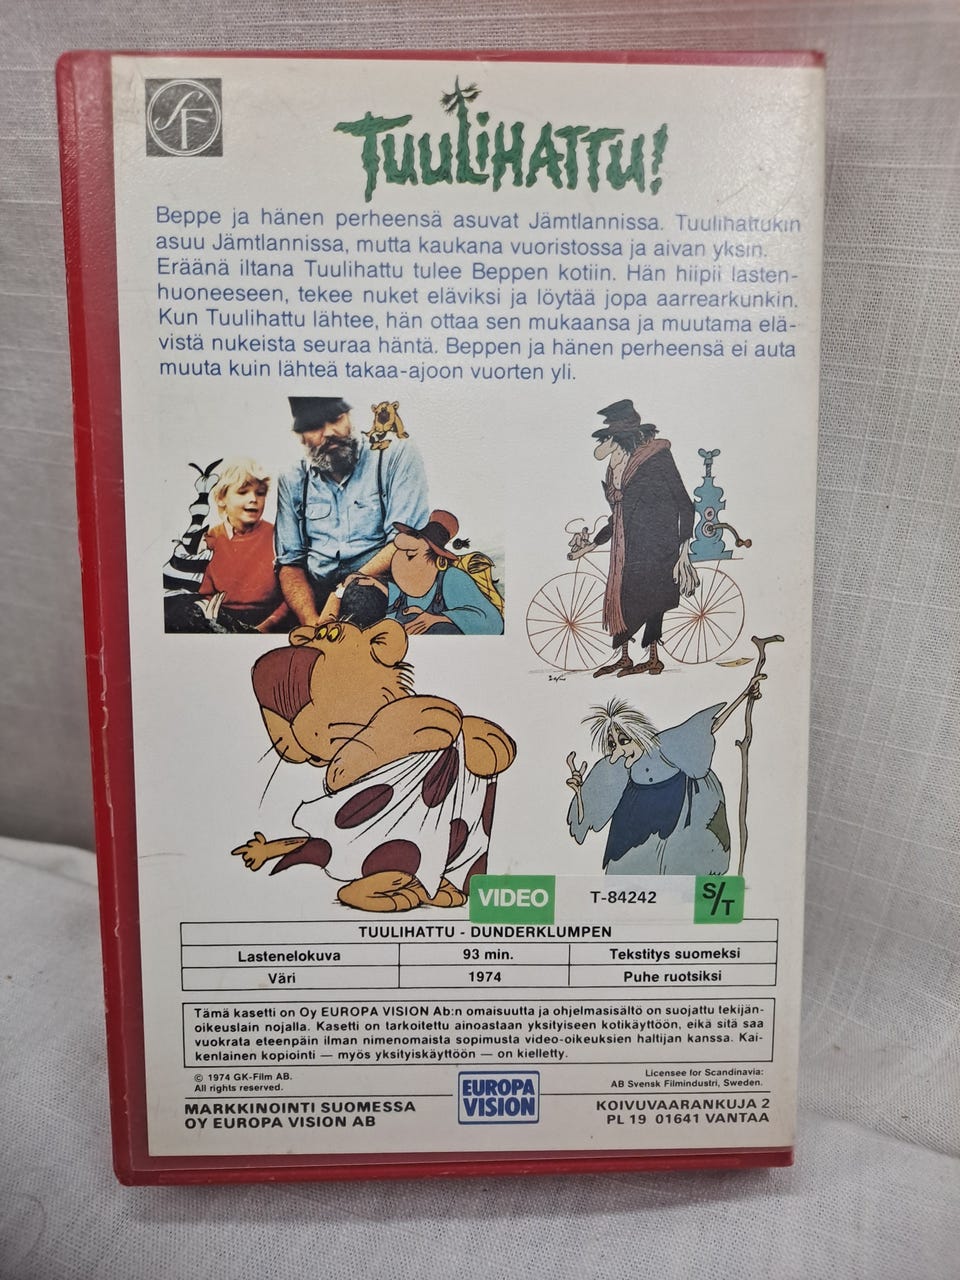 SF
TUULIHATTU!
Beppe ja hänen perheensä asuvat Jämtlannissa. Tuulihattukin
asuu Jämtlannissa, mutta kaukana vuoristossa ja aivan yksin.
Eräänä iltana Tuulihattu tulee Beppen kotiin. Hän hiipii lasten-
huoneeseen, tekee nuket eläviksi ja löytää jopa aarrearkunkin.
Kun Tuulihattu lähtee, hän ottaa sen mukaansa ja muutama elä-
vistä nukeista seuraa häntä. Beppen ja hänen perheensä ei auta
muuta kuin lähteä takaa-ajoon vuorten yli.
VIDEO T-84242 S/T
TUULIHATTU - DUNDERKLUMPEN
Lastenelokuva 93 min. Tekstitys suomeksi
Väri 1974 Puhe ruotsiksi
Tämä kasetti on Oy EUROPA VISION Ab:n omaisuutta ja ohjelmasisältö on suojattu tekijän-
oikeuslain nojalla. Kasetti on tarkoitettu ainoastaan yksityiseen kotikäyttöön, eikä sitä saa
vuokrata eteenpäin ilman nimenomaista sopimusta video-oikeuksien haltijan kanssa. Kai-
kenlainen kopiointi — myös yksityiskäyttöön — on kielletty.
© 1974 GK-Film AB.
All rights reserved.
Licensee for Scandinavia:
AB Svensk Filmindustri, Sweden.
MARKKINOINTI SUOMESSA
OY EUROPA VISION AB
EUROPA
VISION
KOIVUVAARANKUJA 2
PL 19 01641 VANTAA